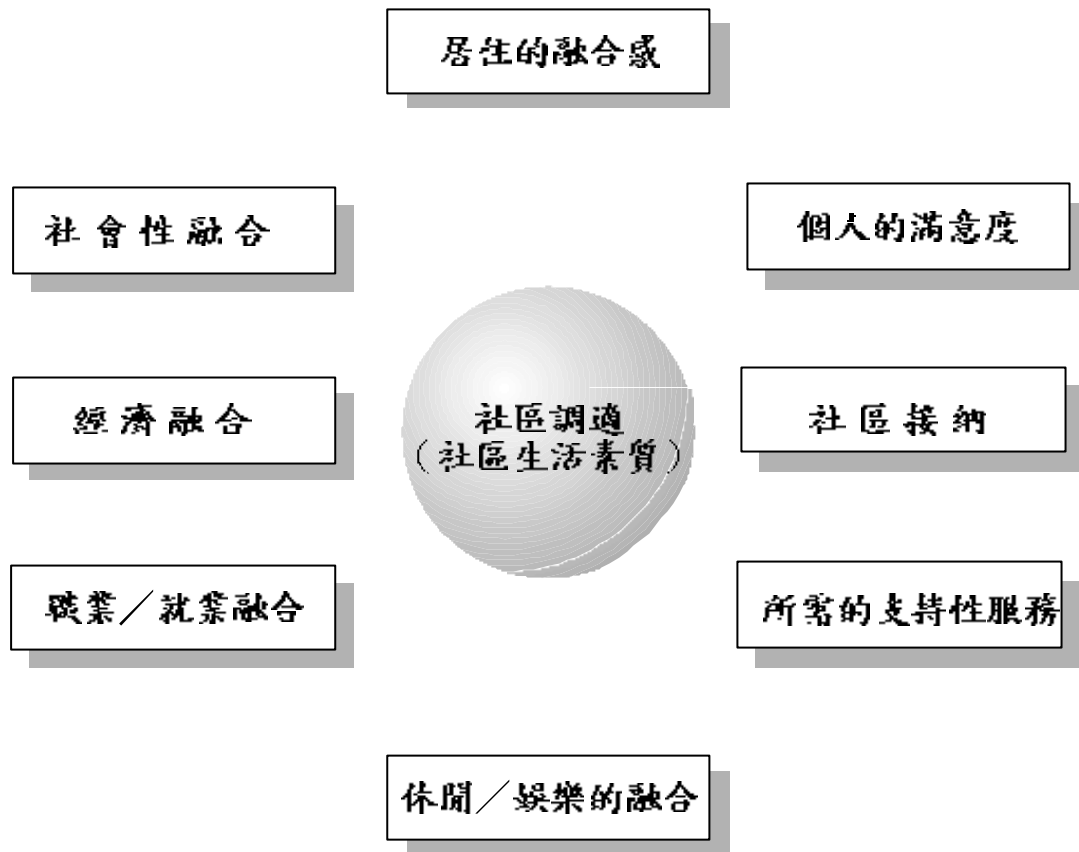 居住的融合感
社會性融合
個人的滿意度
經濟融合
社區調適
（社區生活素質）
社區接納
職業／就業融合
所需的支持性服務
休閒／娛樂的融合